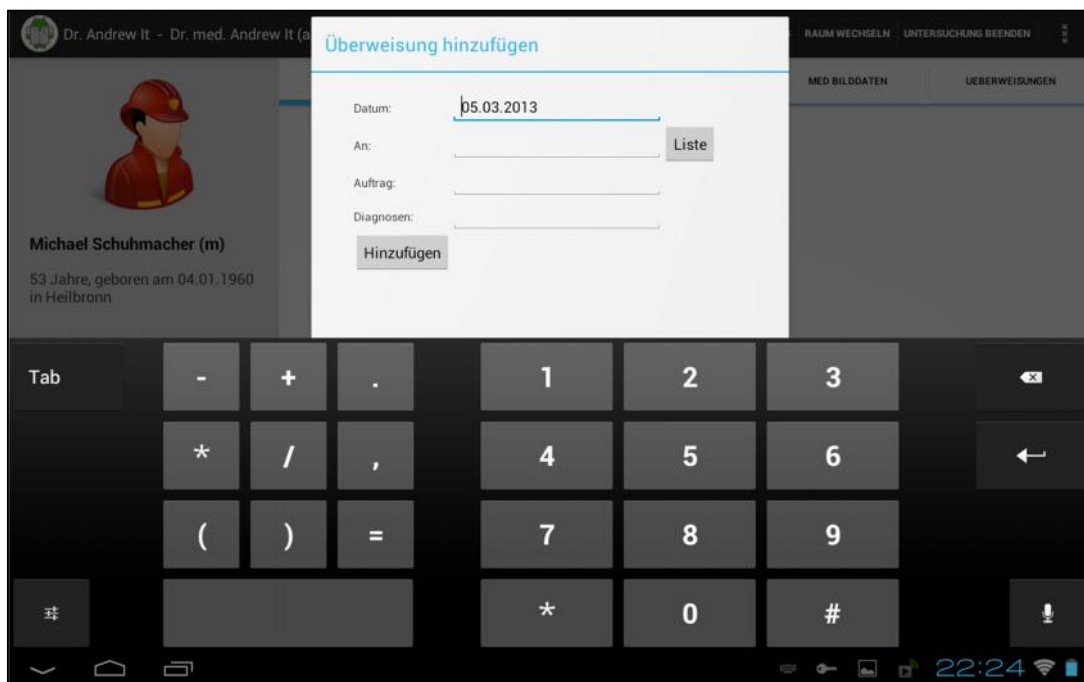 Dr. Andrew It - Dr. med. Andrew It (a
RAUM WECHSELN
UNTERSUCHUNG BEENDEN
Überweisung hinzufügen
MED BILDDATEN
UEBERWEISUNGEN
Datum: 05.03.2013
An:
Liste
Auftrag:
Diagnosen:
Hinzufügen
Michael Schuhmacher (m)
53 Jahre, geboren am 04.01.1960
in Heilbronn
Tab - + . 1 2 3
* / , 4 5 6
( ) = 7 8 9
* 0 #
22:24